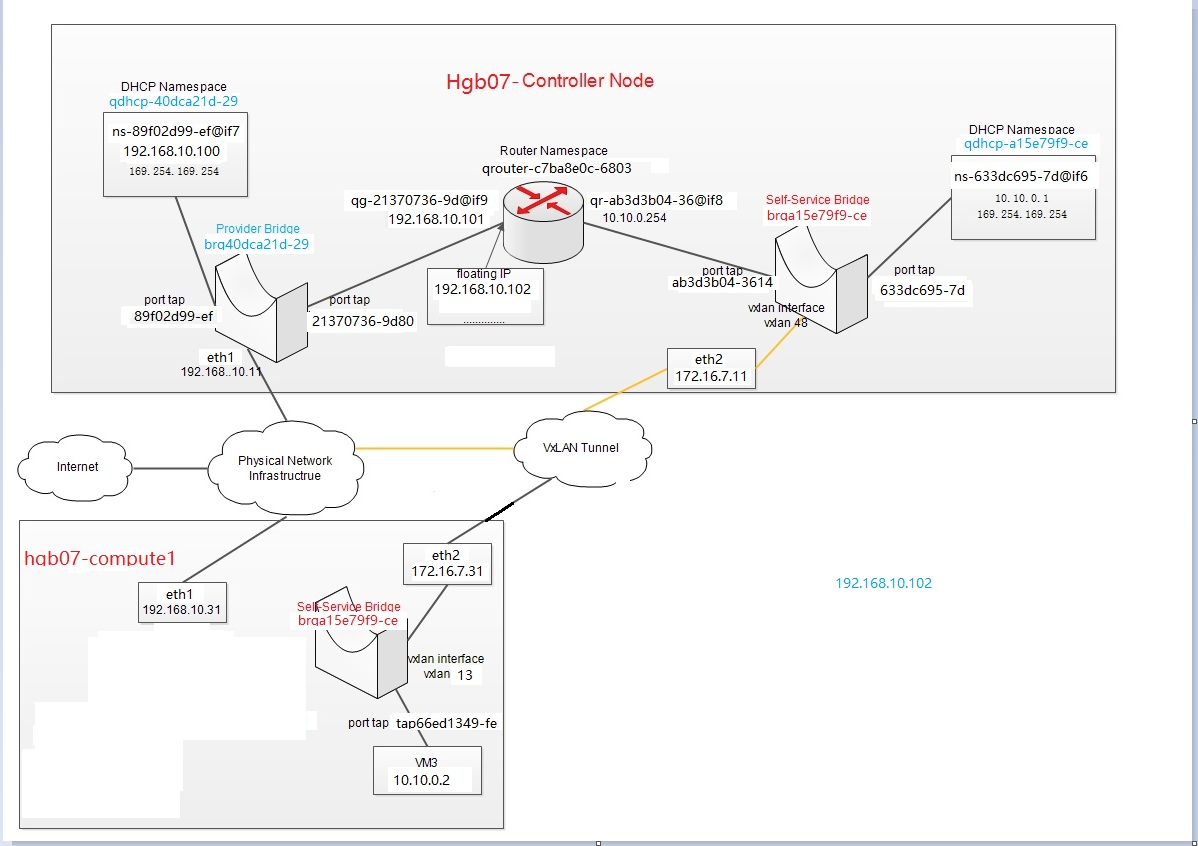 Hgb07-Controller Node
DHCP Namespace
qdhcp-40dca21d-29
ns-89f02d99-ef@if7
192.168.10.100
169.254.169.254
Router Namespace
qrouter-c7ba8e0c-6803
DHCP Namespace
qdhcp-a15e79f9-ce
ns-633dc695-7d@if6
10.10.0.1
169.254.169.254
qg-21370736-9d@if9
192.168.10.101
qr-ab3d3b04-36@if8
10.10.0.254
Self-Service Bridge
brqa15e79f9-ce
Provider Bridge
brq40dca21d-29
floating IP
192.168.10.102
..............
port tap
ab3d3b04-3614
port tap
633dc695-7d
port tap
89f02d99-ef
port tap
21370736-9d80
vxlan interface
vxlan 48
eth1
192.168..10.11
eth2
172.16.7.11
Internet
Physical Network
Infrastructrue
VxLAN Tunnel
hgb07-compute1
eth2
172.16.7.31
eth1
192.168.10.31
192.168.10.102
Self-Service Bridge
brqa15e79f9-ce
vxlan interface
vxlan 13
port tap tap66ed1349-fe
VM3
10.10.0.2